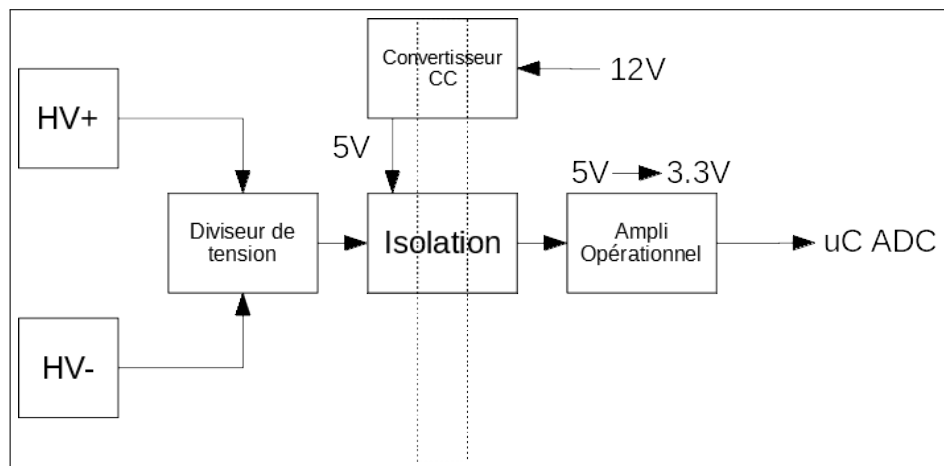 Convertisseur
CC
12V
HV+
5V
5V 3.3V
Diviseur de
tension
Isolation
Ampli
Opérationnel
uC ADC
HV-